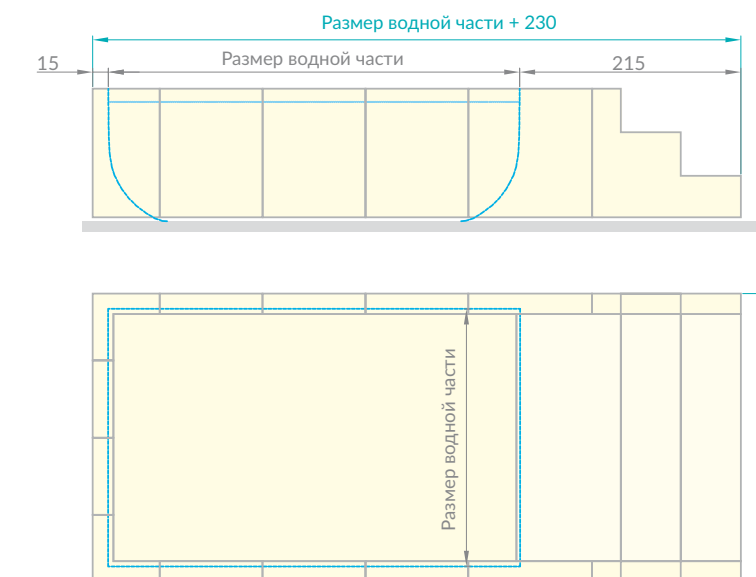 Размер водной части + 230
15
Размер водной части
215
Размер водной части